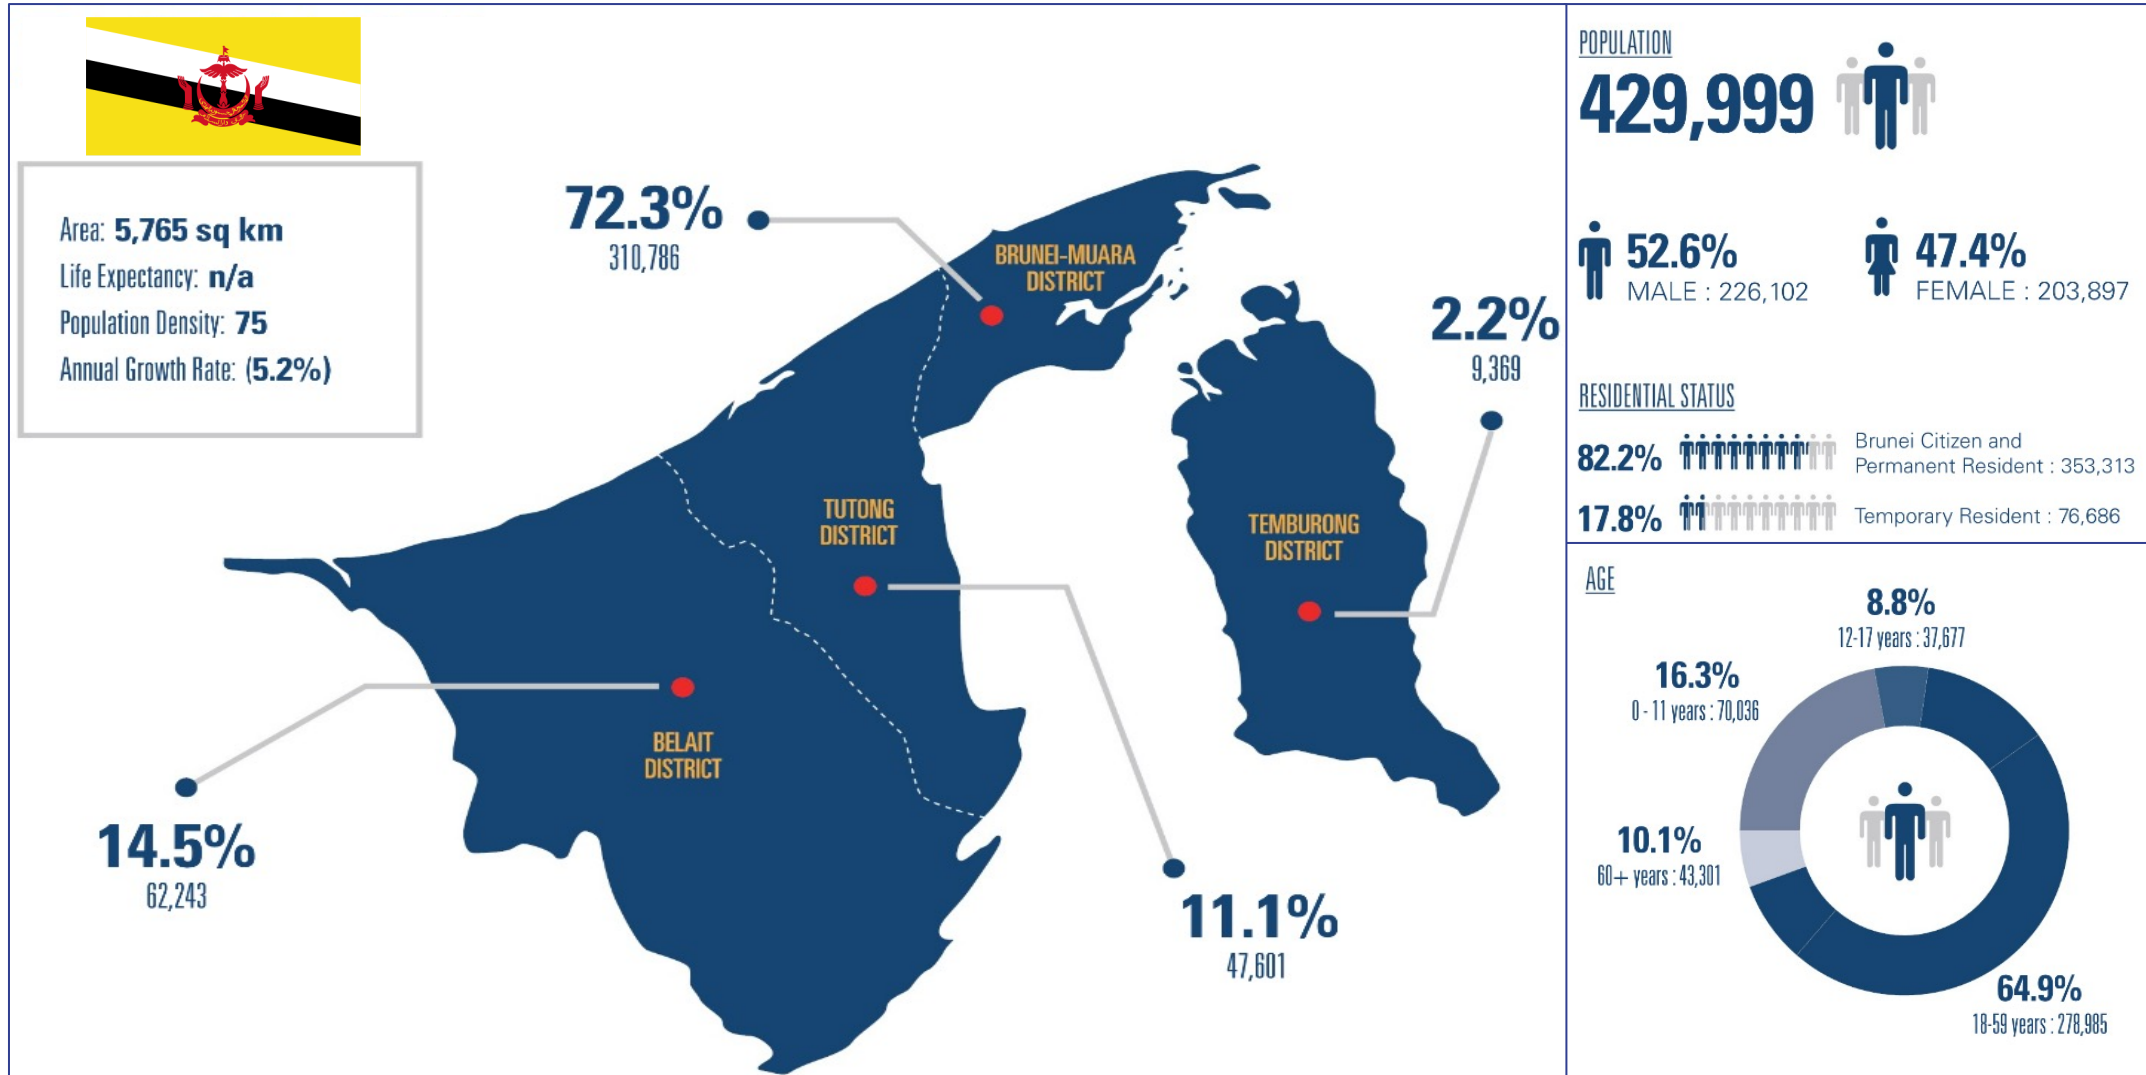 Area: 5,765 sq km
Life Expectancy: n/a
Population Density: 75
Annual Growth Rate: (5.2%)
72.3%
310,786
BRUNEI-MUARA
DISTRICT
2.2%
9,369
TUTONG
DISTRICT
TEMBURONG
DISTRICT
BELAIT
DISTRICT
14.5%
62,243
11.1%
47,601
POPULATION
429,999
52.6%
MALE : 226,102
47.4%
FEMALE : 203,897
RESIDENTIAL STATUS
82.2%
Brunei Citizen and
Permanent Resident : 353,313
17.8%
Temporary Resident : 76,686
AGE
8.8%
12-17 years : 37,677
16.3%
0 - 11 years : 70,036
10.1%
60+ years : 43,301
64.9%
18-59 years : 278,985